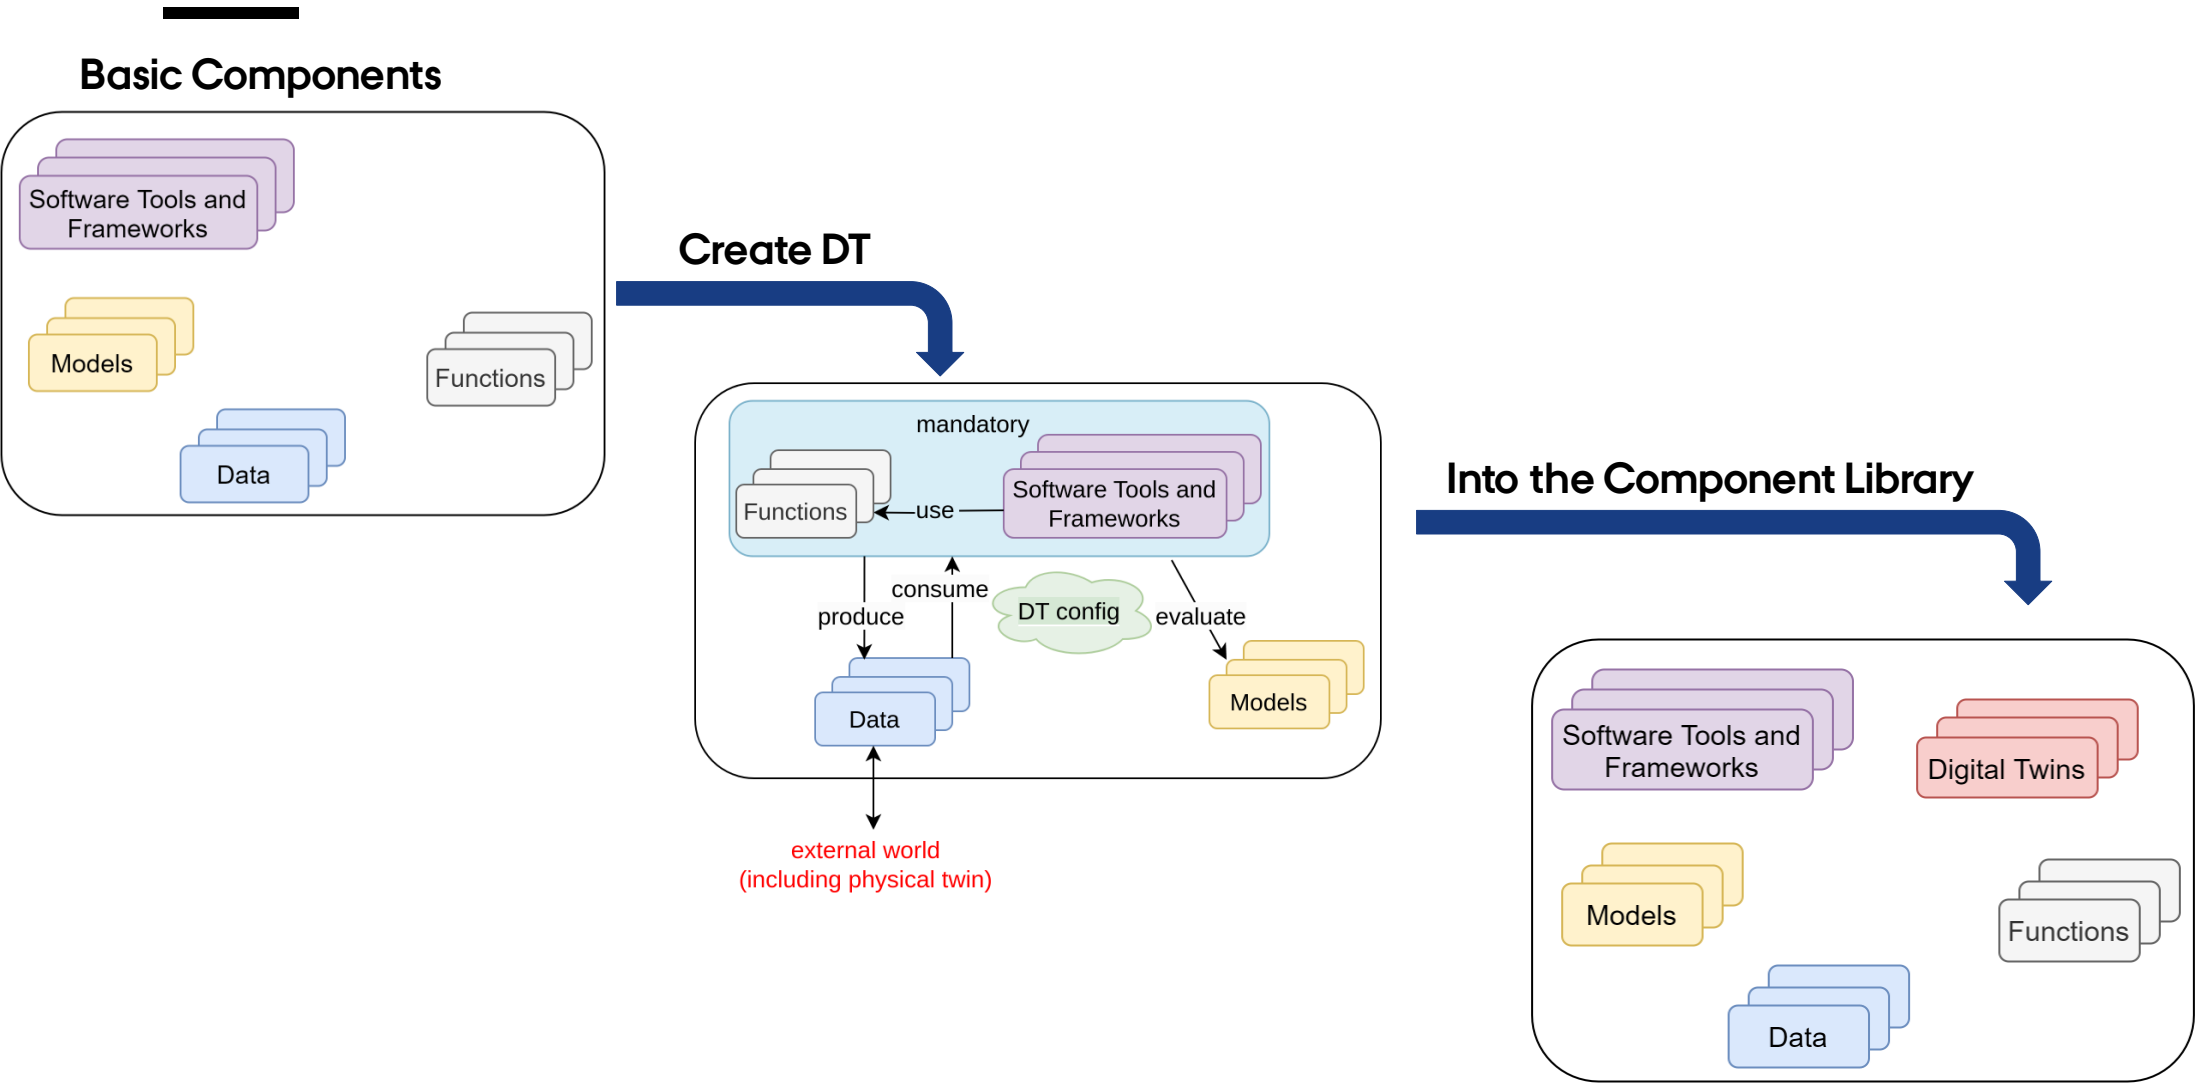 Basic Components
Software Tools and
Frameworks
Models
Functions
Data
Create DT
mandatory
Functions
use
Software Tools and
Frameworks
consume
produce
DT config
evaluate
Data
Models
external world
(including physical twin)
Into the Component Library
Software Tools and
Frameworks
Digital Twins
Models
Functions
Data